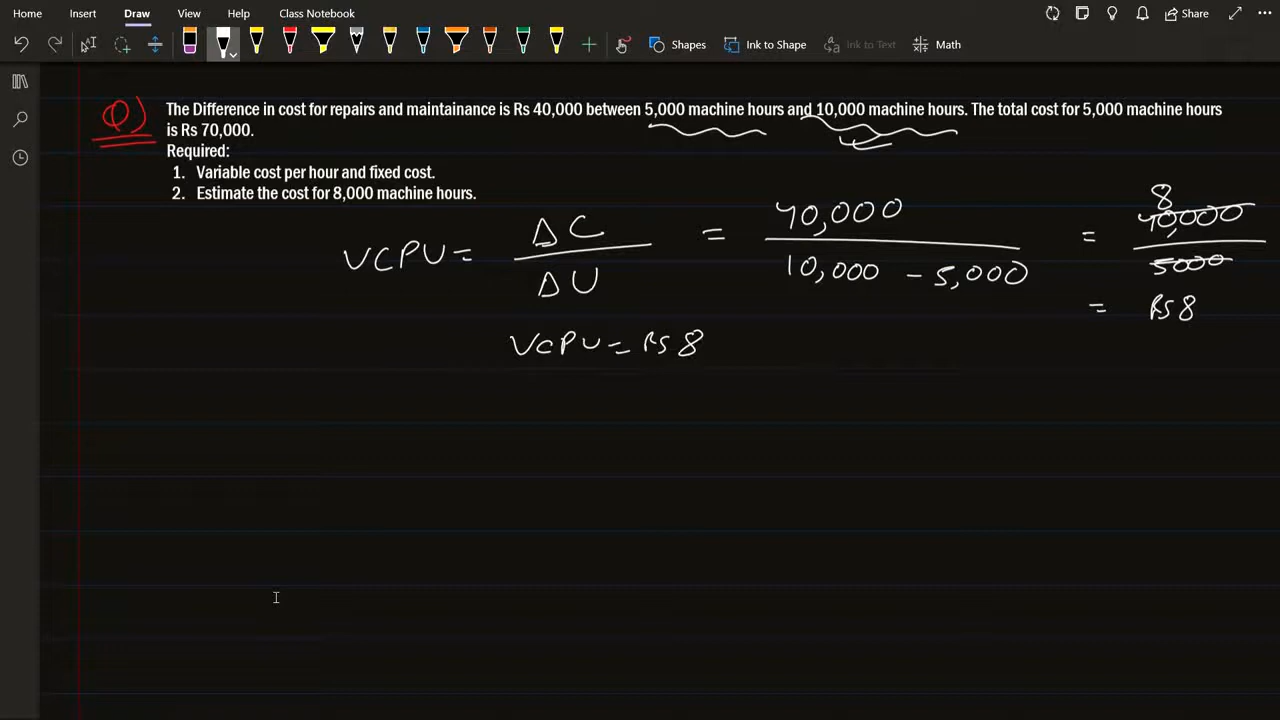 Home Insert Draw View Help Class Notebook Share
Shapes Ink to Shape Ink to Text Math
Q) The Difference in cost for repairs and maintainance is Rs 40,000 between 5,000 machine hours and 10,000 machine hours. The total cost for 5,000 machine hours
is Rs 70,000.
Required:
1. Variable cost per hour and fixed cost.
2. Estimate the cost for 8,000 machine hours.
VCPU = ΔC / ΔU = 40,000 / 10,000 - 5,000 = 8 40,000 / 5000
= Rs 8
VCPU = Rs 8